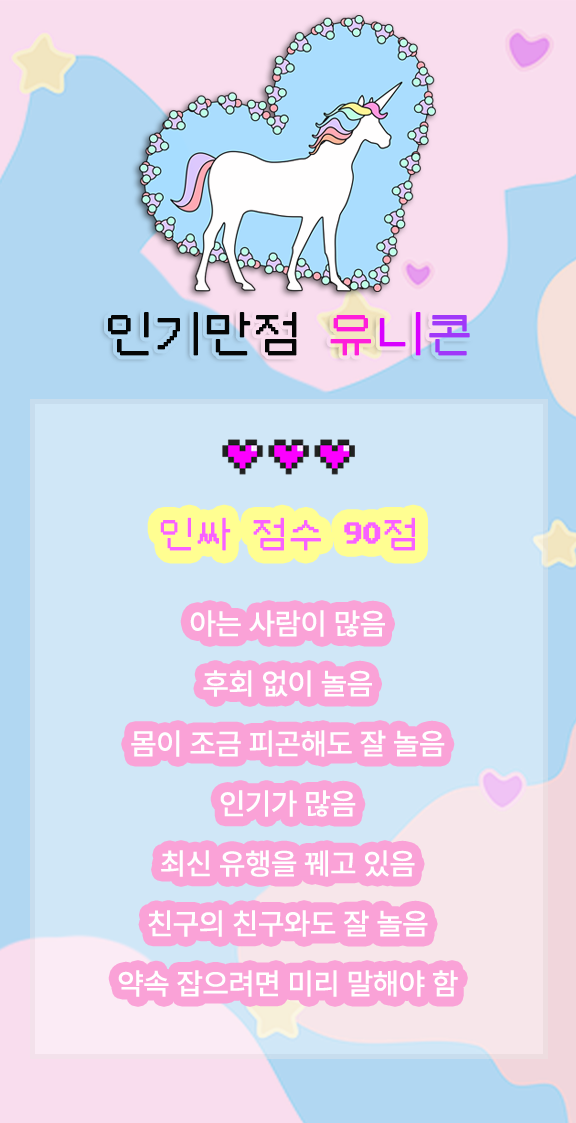 인기만점 유니콘
인싸 점수 90점
아는 사람이 많음
후회 없이 놀음
몸이 조금 피곤해도 잘 놀음
인기가 많음
최신 유행을 꿰고 있음
친구의 친구와도 잘 놀음
약속 잡으려면 미리 말해야 함